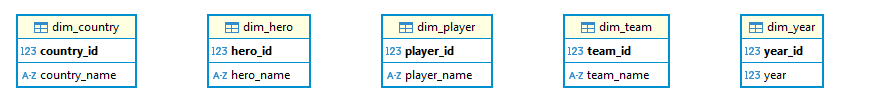 dim_country
123 country_id
A-Z country_name
dim_hero
123 hero_id
A-Z hero_name
dim_player
123 player_id
A-Z player_name
dim_team
123 team_id
A-Z team_name
dim_year
123 year_id
123 year